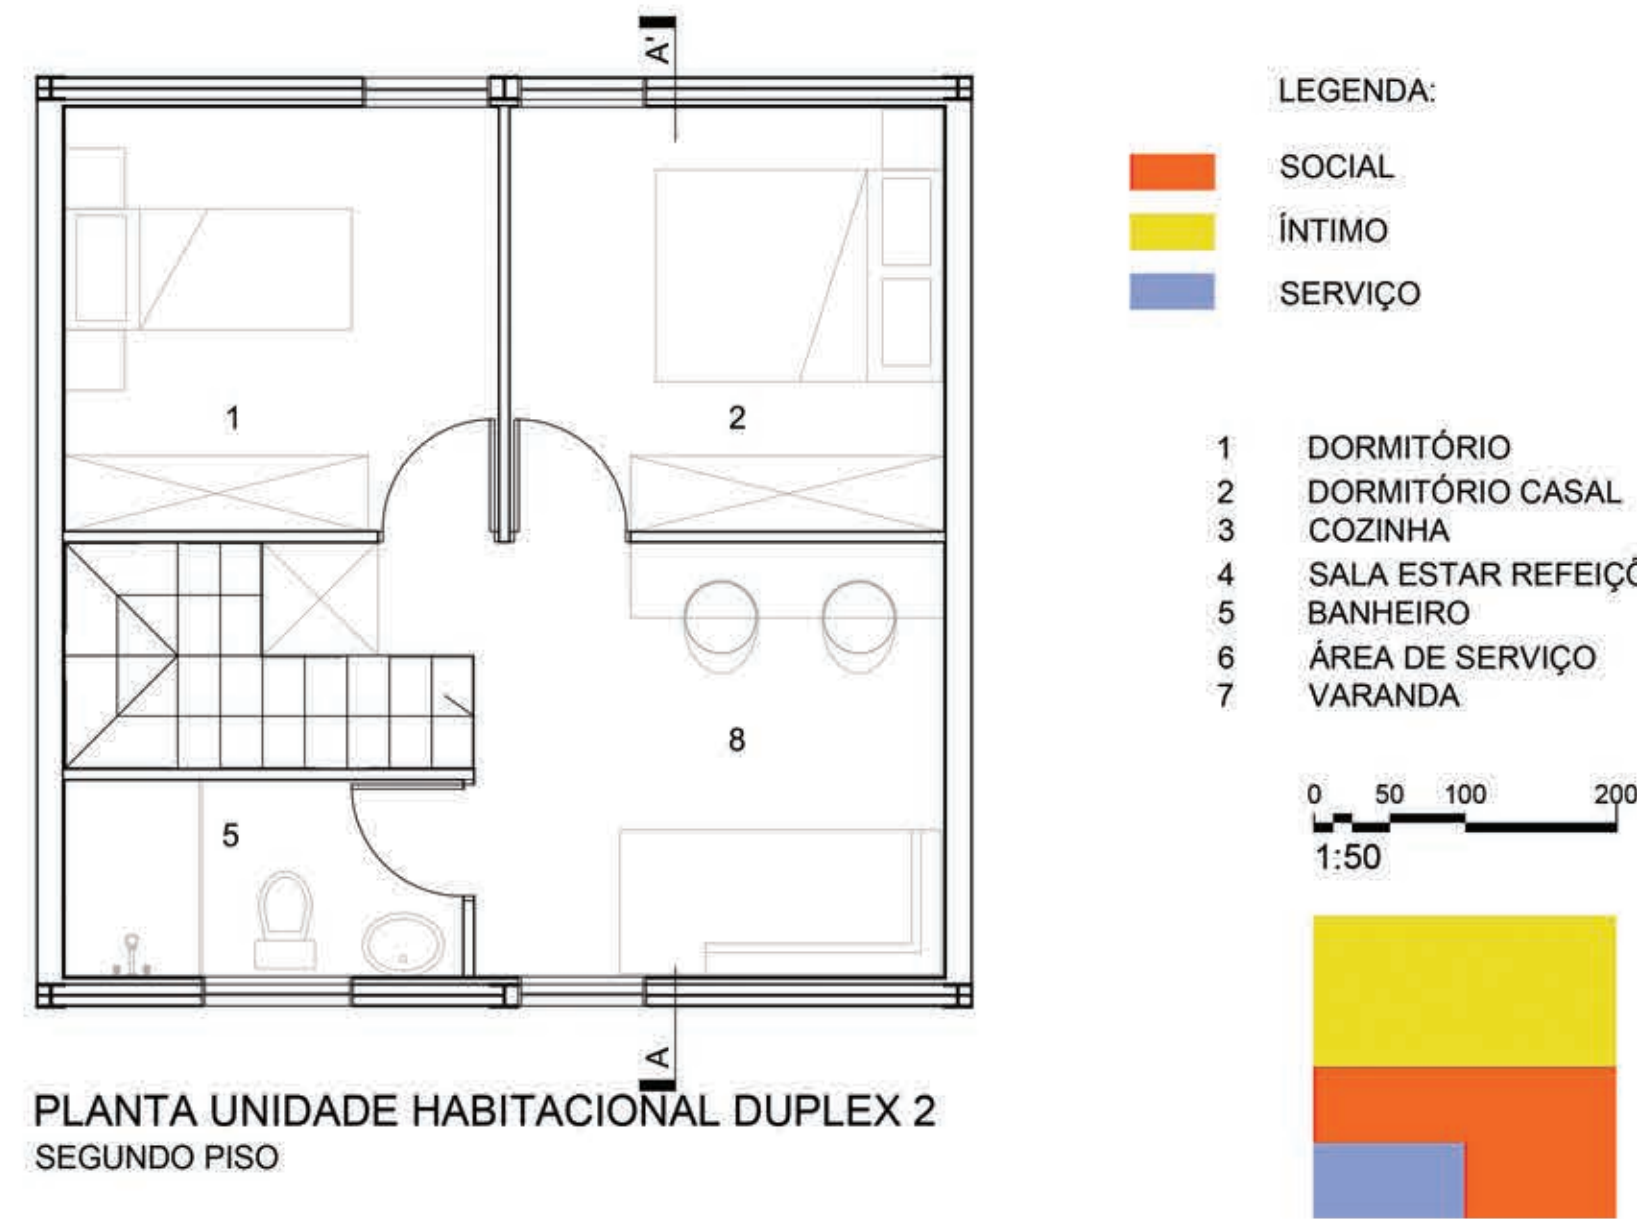 A'
1
2
8
5
A
PLANTA UNIDADE HABITACIONAL DUPLEX 2
SEGUNDO PISO
LEGENDA:
SOCIAL
ÍNTIMO
SERVIÇO
1 DORMITÓRIO
2 DORMITÓRIO CASAL
3 COZINHA
4 SALA ESTAR REFEIÇÕ
5 BANHEIRO
6 ÁREA DE SERVIÇO
7 VARANDA
0 50 100 200
1:50